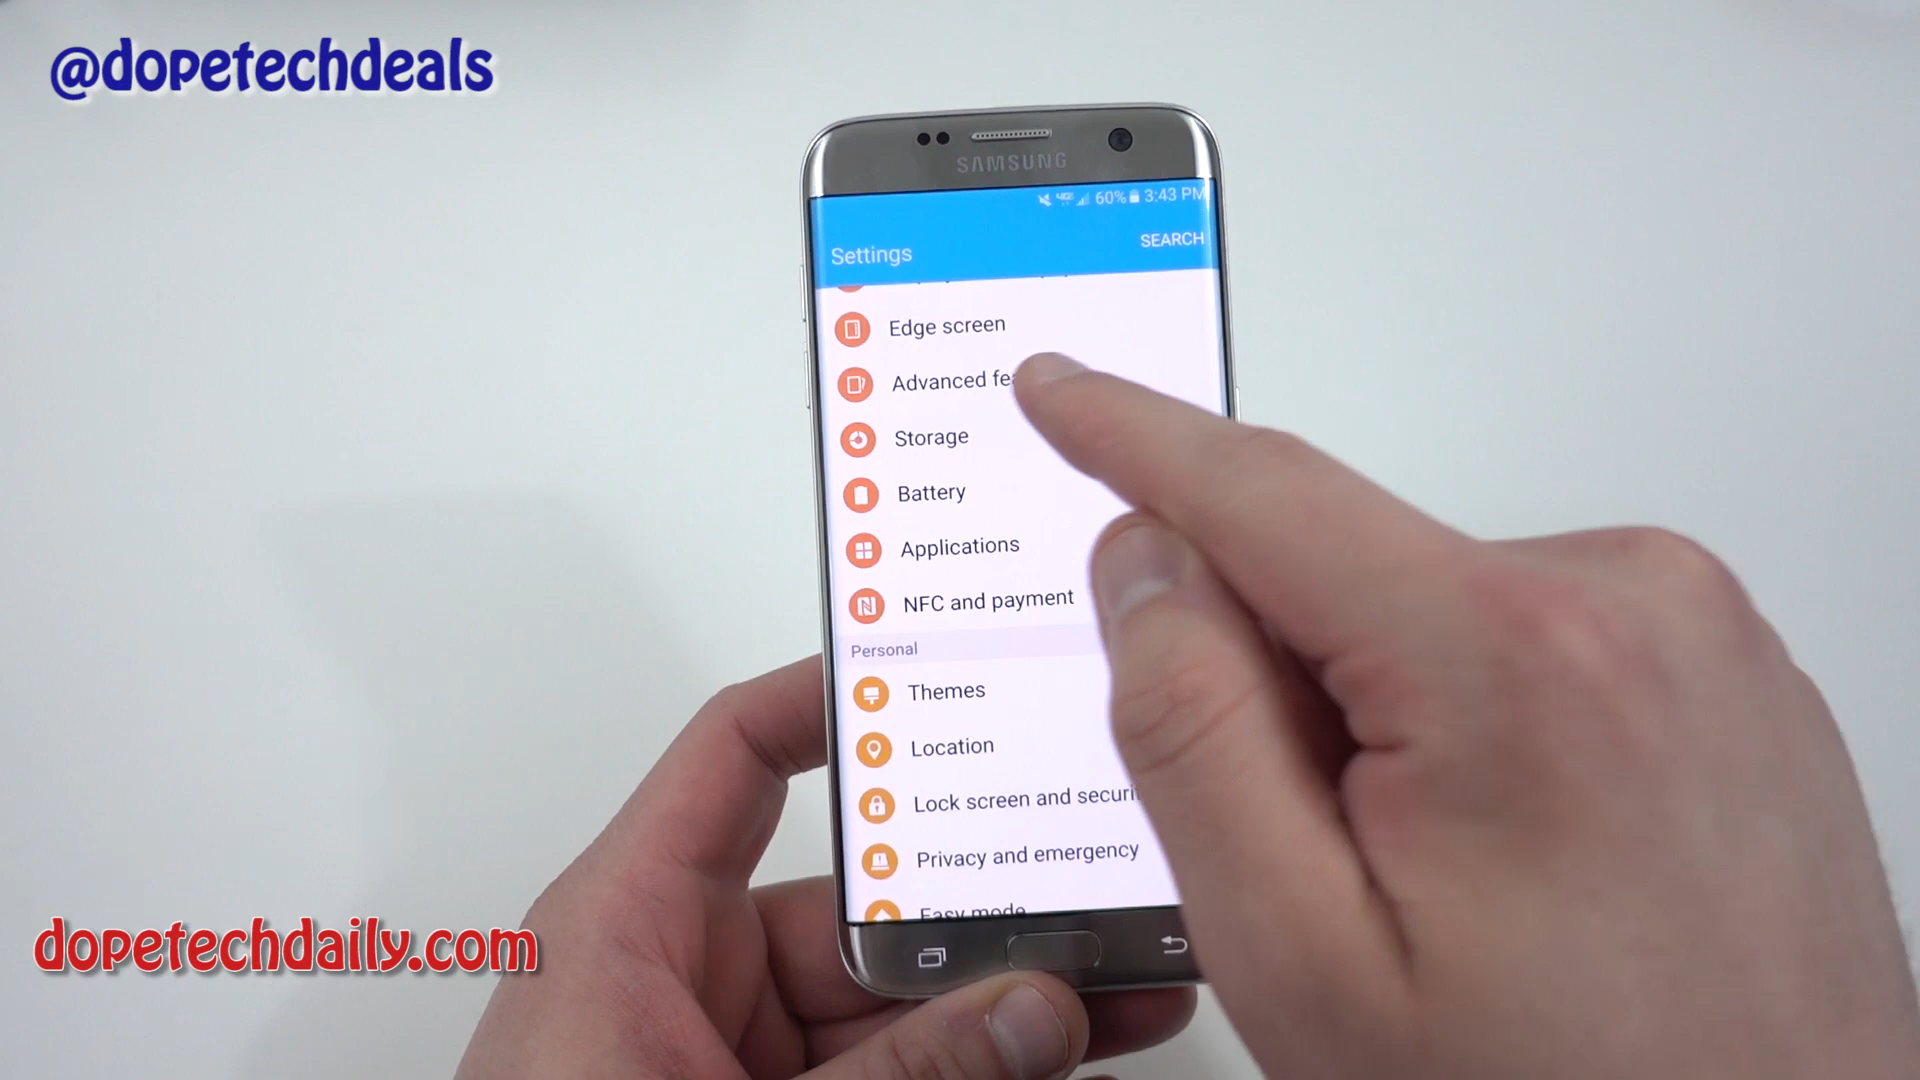 @dopetechdeals
SAMSUNG
60% 3:43 PM
Settings
SEARCH
Edge screen
Advanced fea
Storage
Battery
Applications
NFC and payment
Personal
Themes
Location
Lock screen and securi
Privacy and emergency
Easy mode
dopetechdaily.com